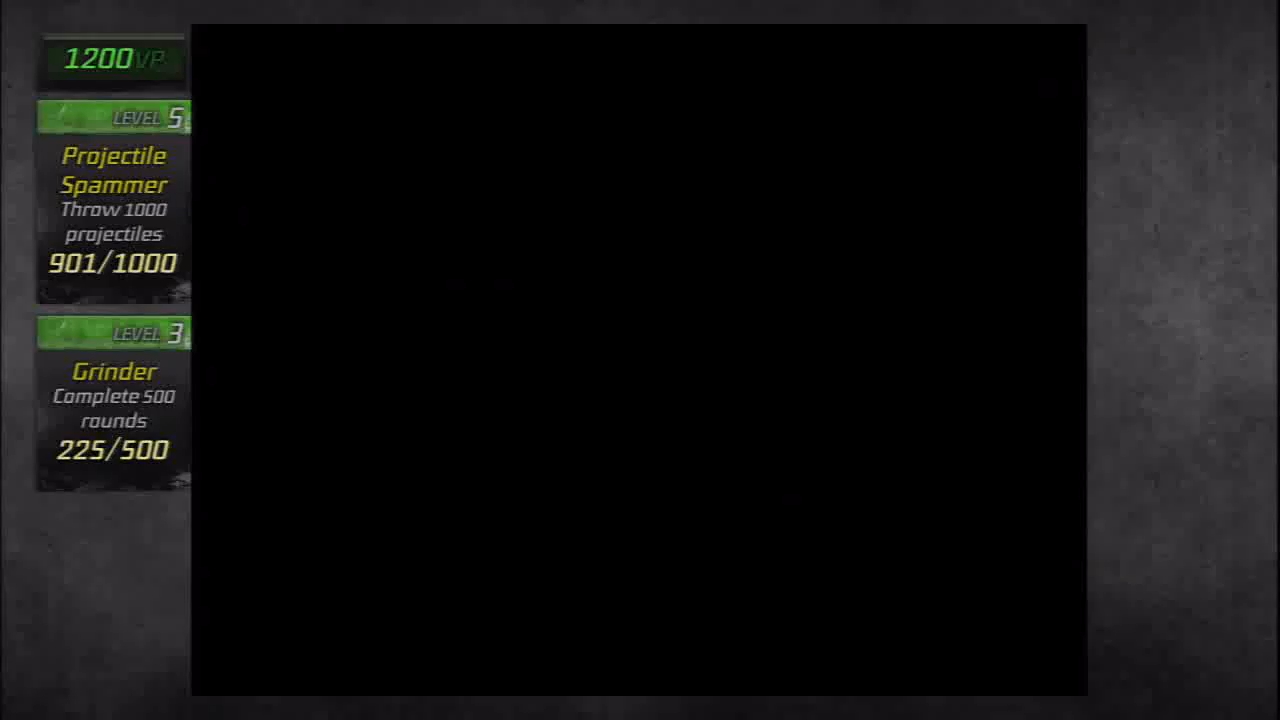 1200VP
LEVEL 5
Projectile
Spammer
Throw 1000
projectiles
901/1000
LEVEL 3
Grinder
Complete 500
rounds
225/500